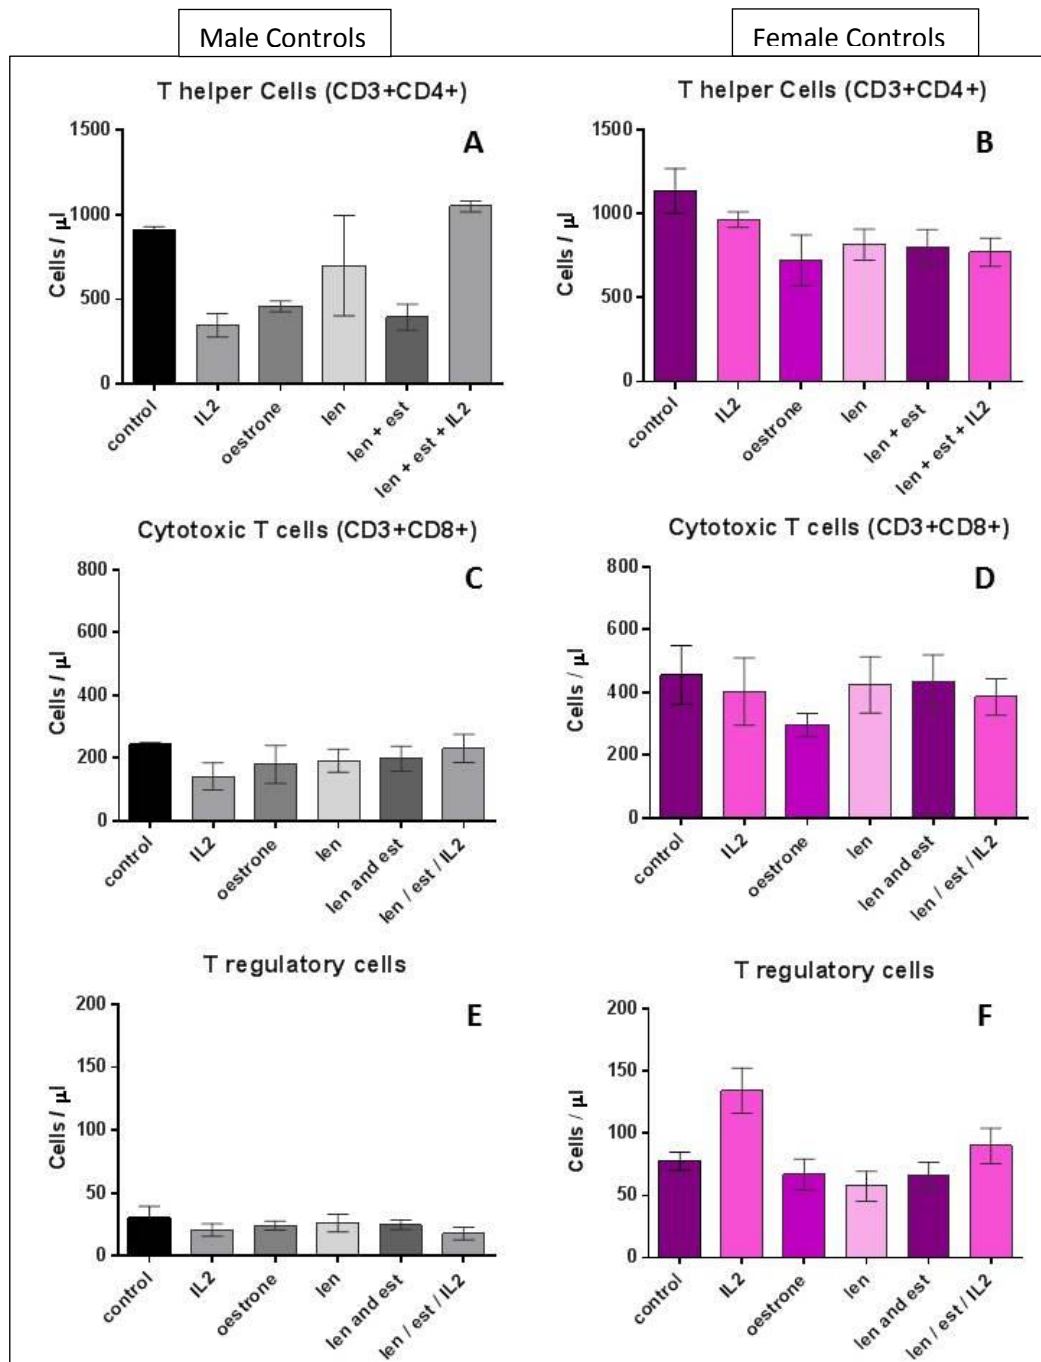 Male Controls
Female Controls
T helper Cells (CD3+CD4+)
A
1500
1000
500
0
Cells / µl
control
IL2
oestrone
len
len + est
len + est + IL2
T helper Cells (CD3+CD4+)
B
1500
1000
500
0
Cells / µl
control
IL2
oestrone
len
len + est
len + est + IL2
Cytotoxic T cells (CD3+CD8+)
C
800
600
400
200
0
Cells / µl
control
IL2
oestrone
len
len and est
len / est / IL2
Cytotoxic T cells (CD3+CD8+)
D
800
600
400
200
0
Cells / µl
control
IL2
oestrone
len
len and est
len / est / IL2
T regulatory cells
E
200
150
100
50
0
Cells / µl
control
IL2
oestrone
len
len and est
len / est / IL2
T regulatory cells
F
200
150
100
50
0
Cells / µl
control
IL2
oestrone
len
len and est
len / est / IL2